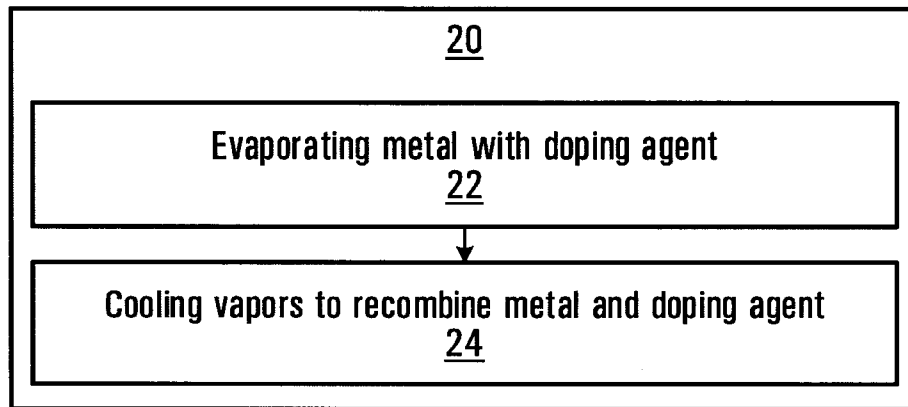 20
Evaporating metal with doping agent
22
Cooling vapors to recombine metal and doping agent
24